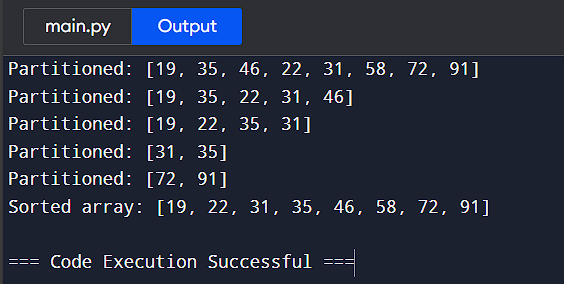 main.py Output
Partitioned: [19, 35, 46, 22, 31, 58, 72, 91]
Partitioned: [19, 35, 22, 31, 46]
Partitioned: [19, 22, 35, 31]
Partitioned: [31, 35]
Partitioned: [72, 91]
Sorted array: [19, 22, 31, 35, 46, 58, 72, 91]
=== Code Execution Successful ===